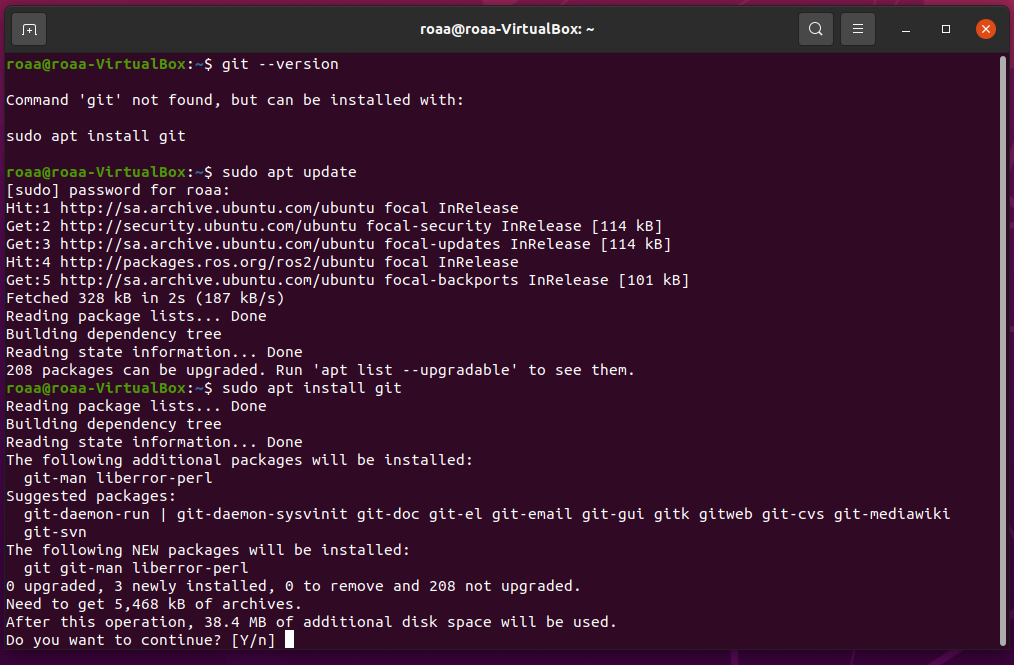 roaa@roaa-VirtualBox: ~
roaa@roaa-VirtualBox:~$ git --version
Command 'git' not found, but can be installed with:
sudo apt install git
roaa@roaa-VirtualBox:~$ sudo apt update
[sudo] password for roaa:
Hit:1 http://sa.archive.ubuntu.com/ubuntu focal InRelease
Get:2 http://security.ubuntu.com/ubuntu focal-security InRelease [114 kB]
Get:3 http://sa.archive.ubuntu.com/ubuntu focal-updates InRelease [114 kB]
Hit:4 http://packages.ros.org/ros2/ubuntu focal InRelease
Get:5 http://sa.archive.ubuntu.com/ubuntu focal-backports InRelease [101 kB]
Fetched 328 kB in 2s (187 kB/s)
Reading package lists... Done
Building dependency tree
Reading state information... Done
208 packages can be upgraded. Run 'apt list --upgradable' to see them.
roaa@roaa-VirtualBox:~$ sudo apt install git
Reading package lists... Done
Building dependency tree
Reading state information... Done
The following additional packages will be installed:
  git-man liberror-perl
Suggested packages:
  git-daemon-run | git-daemon-sysvinit git-doc git-el git-email git-gui gitk gitweb git-cvs git-mediawiki
  git-svn
The following NEW packages will be installed:
  git git-man liberror-perl
0 upgraded, 3 newly installed, 0 to remove and 208 not upgraded.
Need to get 5,468 kB of archives.
After this operation, 38.4 MB of additional disk space will be used.
Do you want to continue? [Y/n]